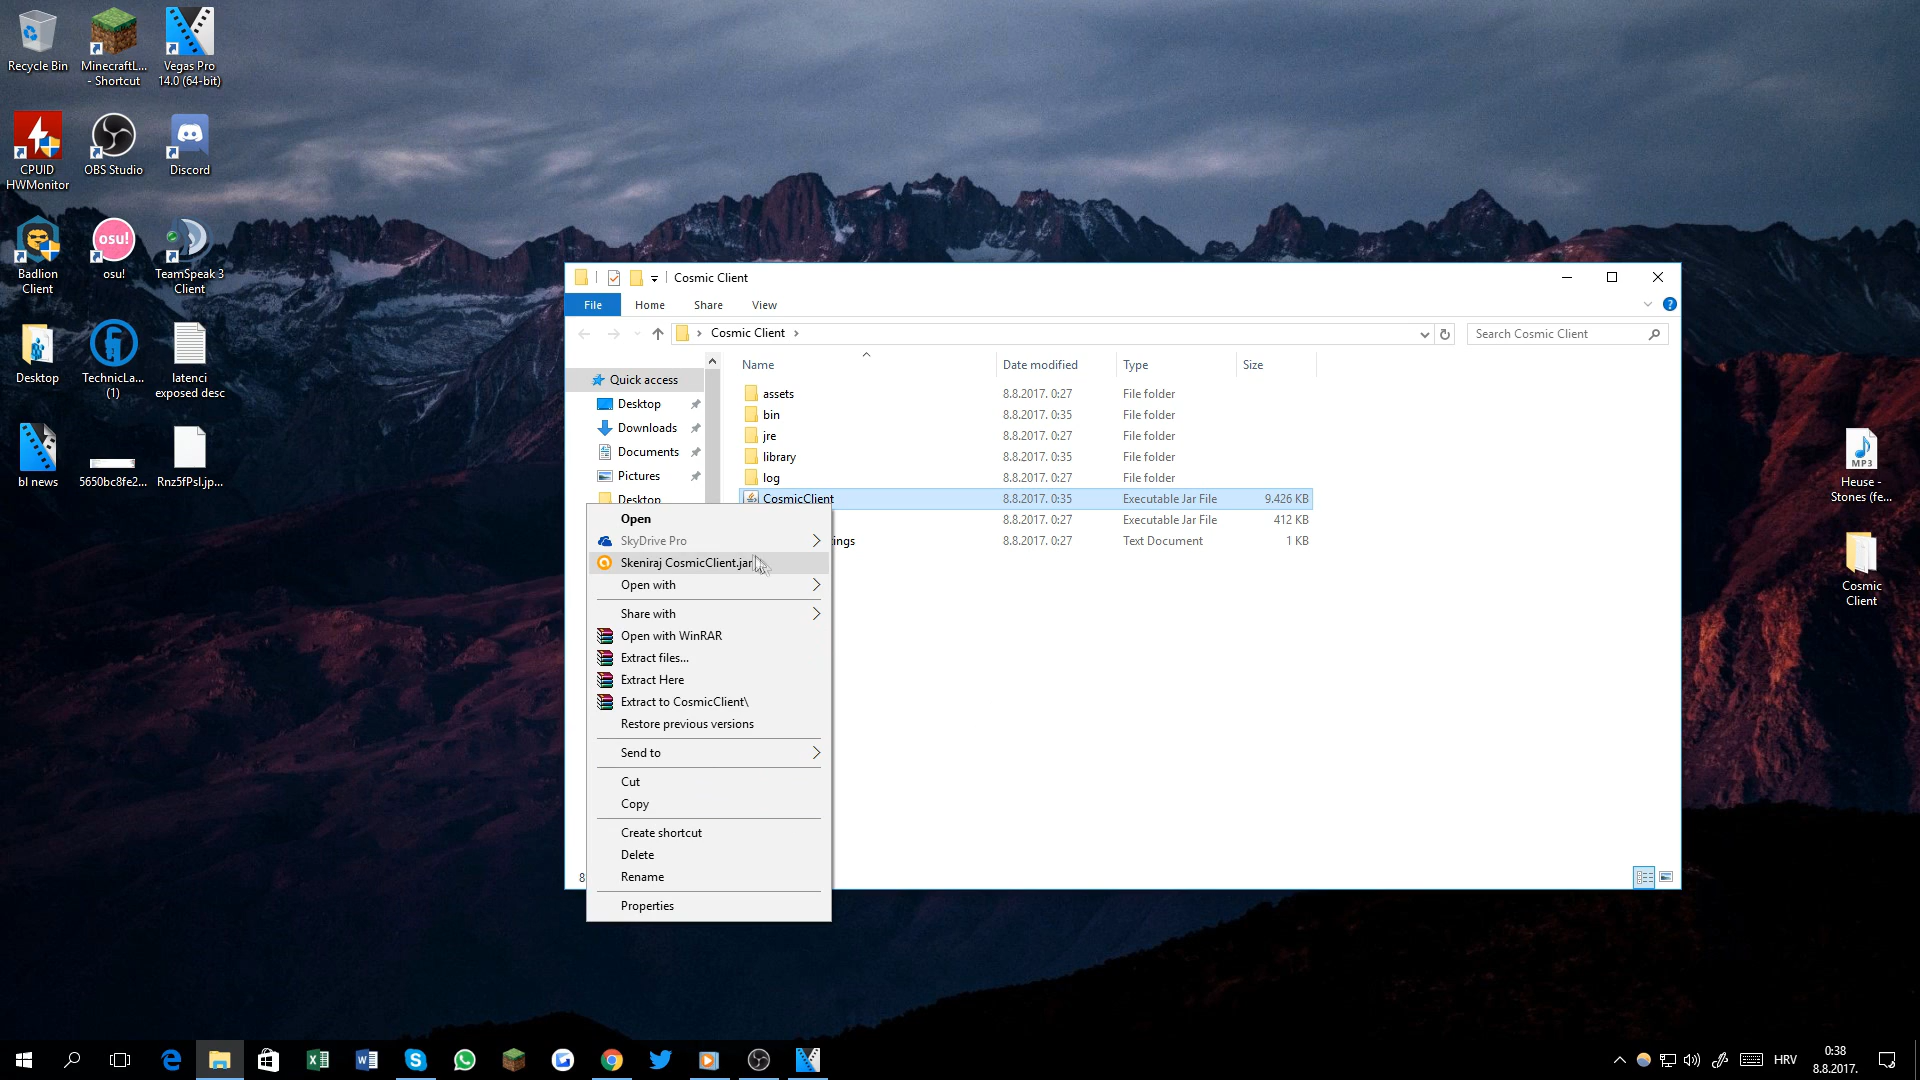 Recycle Bin
MinecraftL...
- Shortcut
Vegas Pro
14.0 (64-bit)
CPUID
HWMonitor
OBS Studio
Discord
Badlion
Client
osu!
osu!
TeamSpeak 3
Client
Desktop
TechnicLa...
(1)
latenci
exposed desc
bl news
5650bc8fe2...
Rnz5fPsl.jp...
Cosmic Client
File
Home
Share
View
Cosmic Client
Search Cosmic Client
Quick access
Desktop
Downloads
Documents
Pictures
Desktop
Name
Date modified
Type
Size
assets
8.8.2017. 0:27
File folder
bin
8.8.2017. 0:35
File folder
jre
8.8.2017. 0:27
File folder
library
8.8.2017. 0:35
File folder
log
8.8.2017. 0:27
File folder
CosmicClient
8.8.2017. 0:35
Executable Jar File
9.426 KB
8.8.2017. 0:27
Executable Jar File
412 KB
ings
8.8.2017. 0:27
Text Document
1 KB
8
Open
SkyDrive Pro
Skeniraj CosmicClient.jar
Open with
Share with
Open with WinRAR
Extract files...
Extract Here
Extract to CosmicClient\
Restore previous versions
Send to
Cut
Copy
Create shortcut
Delete
Rename
Properties
MP3
Heuse -
Stones (fe...
Cosmic
Client
HRV
0:38
8.8.2017.